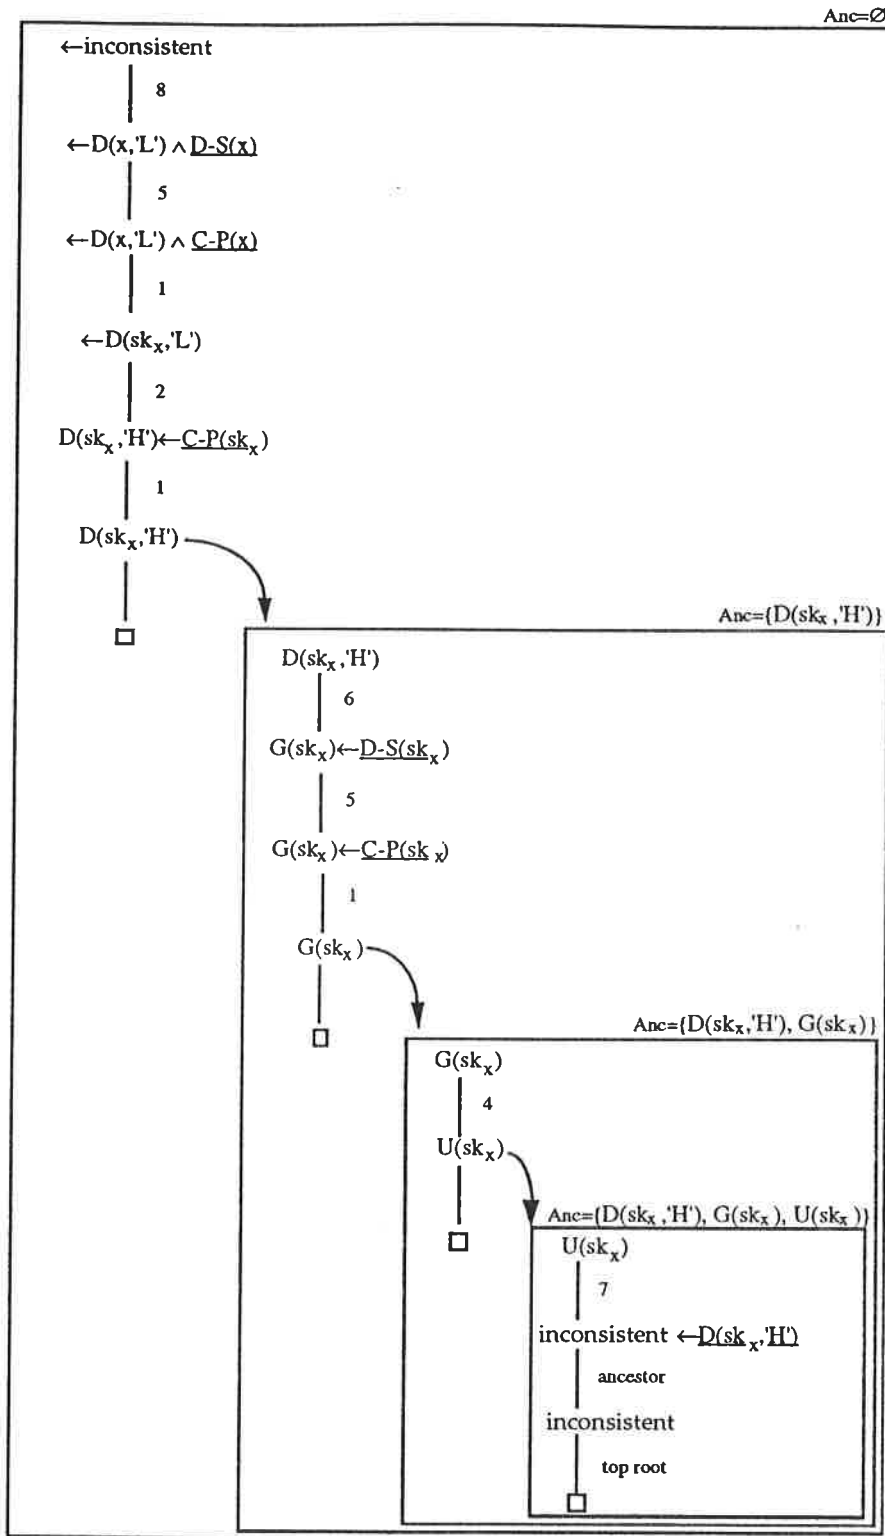 Anc=∅
←inconsistent
8
←D(x,'L') ∧ D-S(x)
5
←D(x,'L') ∧ C-P(x)
1
←D(skx,'L')
2
D(skx,'H')←C-P(skx)
1
D(skx,'H')
Anc={D(skx,'H')}
D(skx,'H')
6
G(skx)←D-S(skx)
5
G(skx)←C-P(skx)
1
G(skx)
Anc={D(skx,'H'), G(skx)}
G(skx)
4
U(skx)
Anc={D(skx,'H'), G(skx), U(skx)}
U(skx)
7
inconsistent ←D(skx,'H')
ancestor
inconsistent
top root